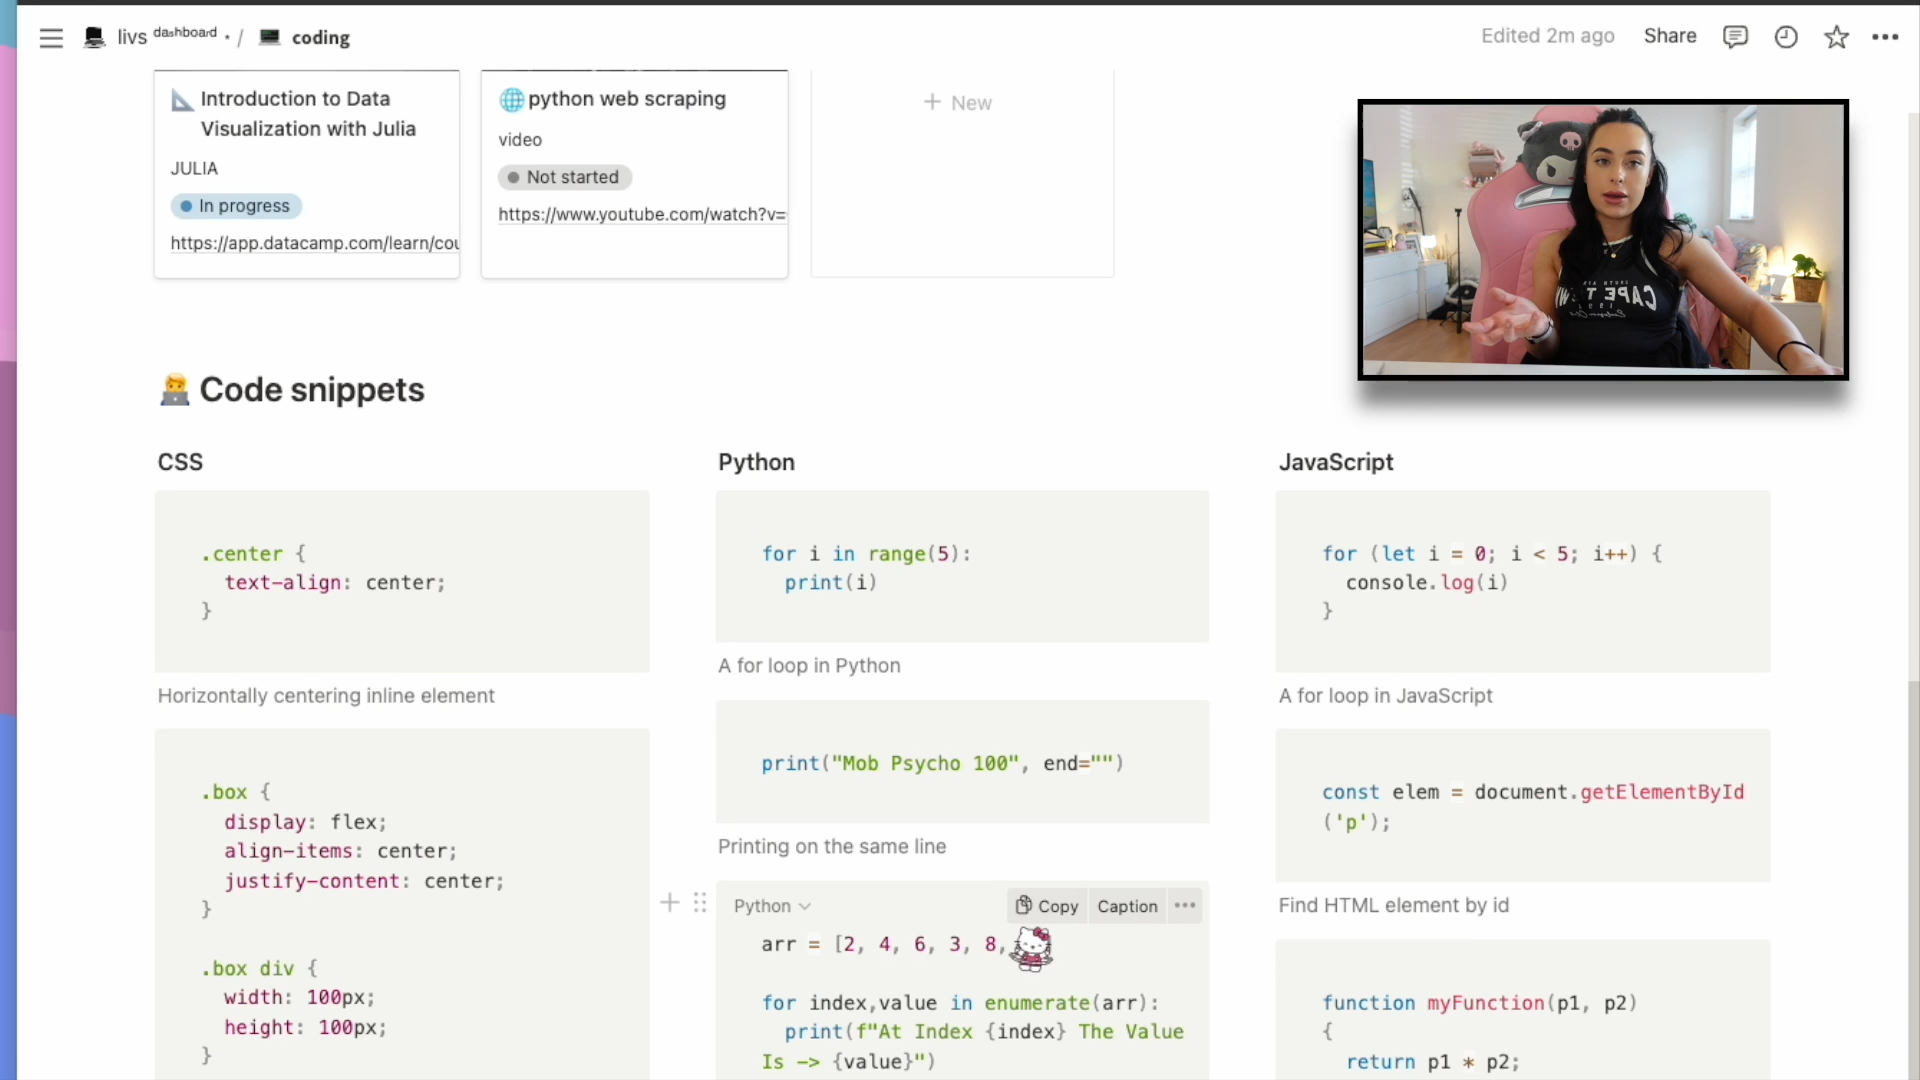 livs dashboard · / coding
Edited 2m ago Share
Introduction to Data
Visualization with Julia
JULIA
In progress
https://app.datacamp.com/learn/cou
python web scraping
video
Not started
https://www.youtube.com/watch?v=
+ New
CAPE T WN
Code snippets
CSS
.center {
text-align: center;
}
Horizontally centering inline element
.box {
display: flex;
align-items: center;
justify-content: center;
}
.box div {
width: 100px;
height: 100px;
}
Python
for i in range(5):
print(i)
A for loop in Python
print("Mob Psycho 100", end="")
Printing on the same line
Python Copy Caption
arr = [2, 4, 6, 3, 8,
for index,value in enumerate(arr):
print(f"At Index {index} The Value
Is -> {value}")
JavaScript
for (let i = 0; i < 5; i++) {
console.log(i)
}
A for loop in JavaScript
const elem = document.getElementById
('p');
Find HTML element by id
function myFunction(p1, p2)
{
return p1 * p2;